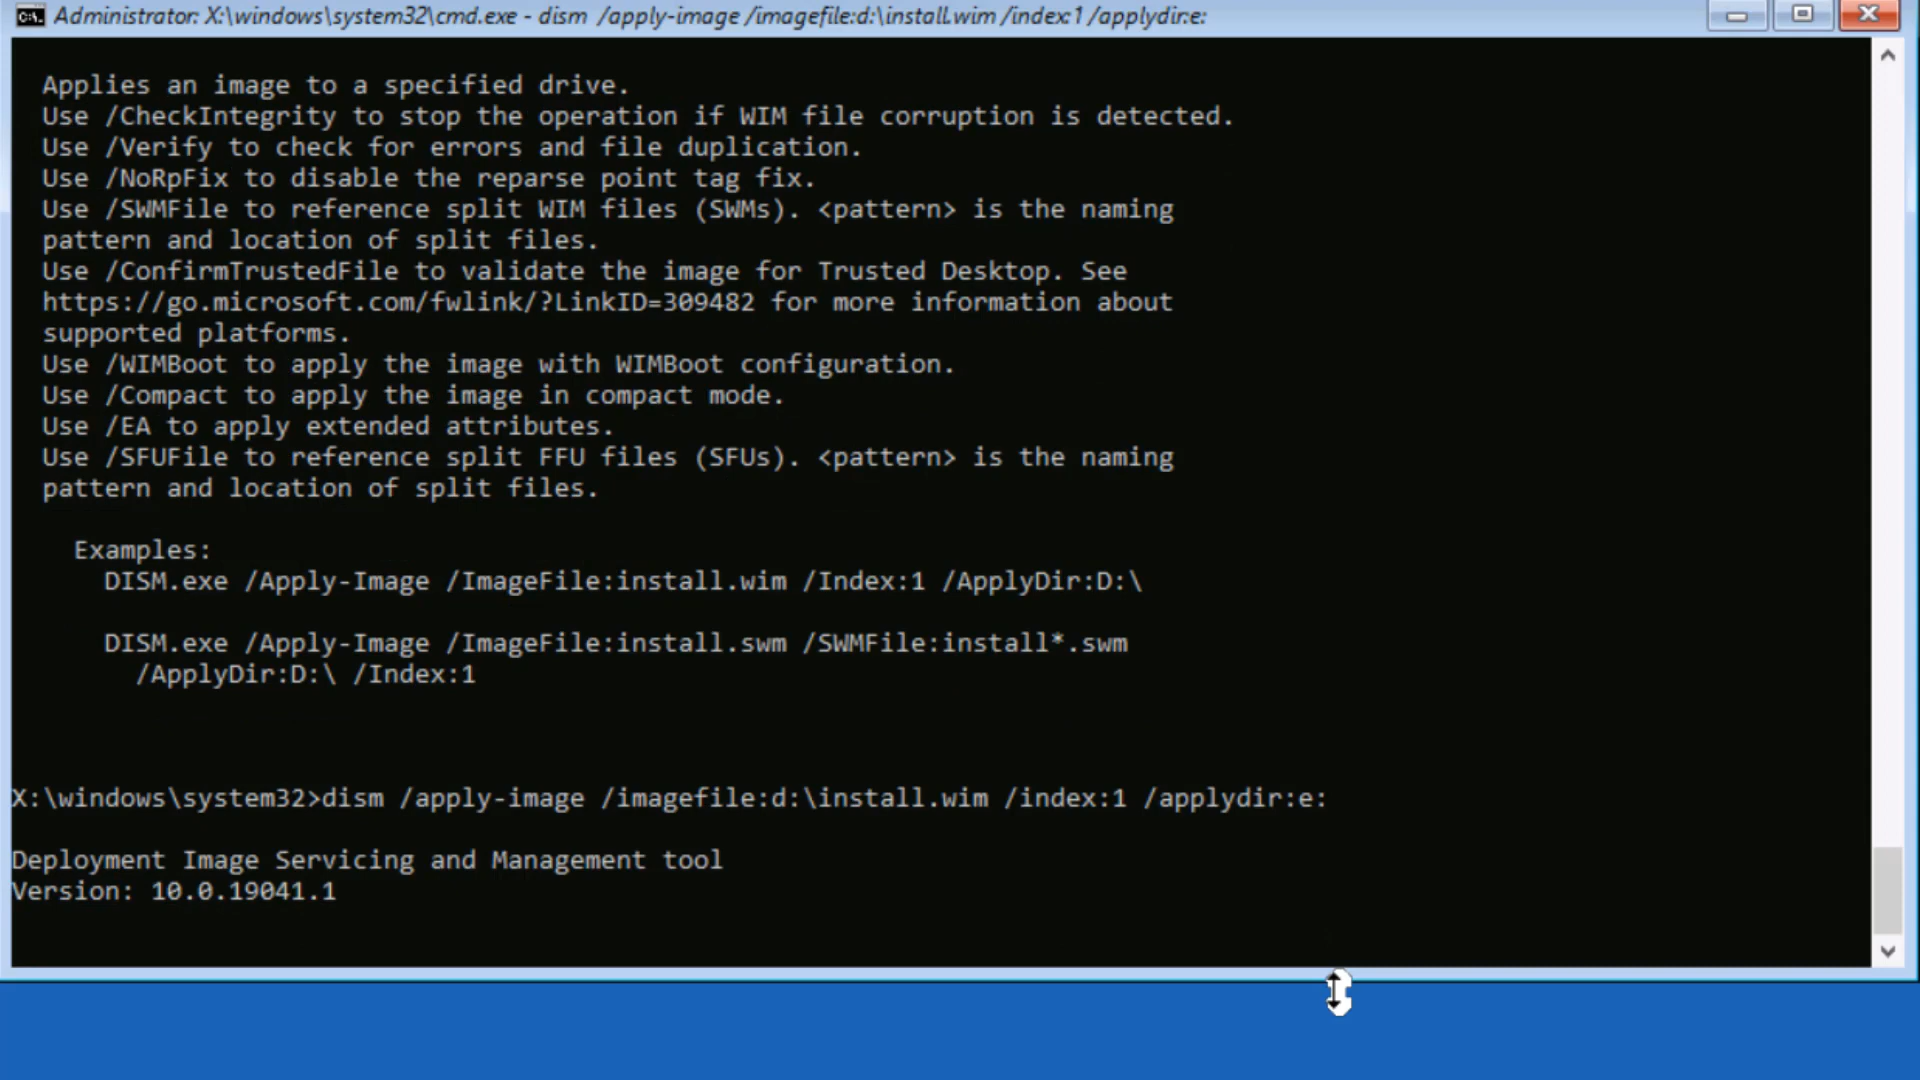 Administrator: X:\windows\system32\cmd.exe - dism  /apply-image /imagefile:d:\install.wim /index:1 /applydir:e:
Applies an image to a specified drive.
Use /CheckIntegrity to stop the operation if WIM file corruption is detected.
Use /Verify to check for errors and file duplication.
Use /NoRpFix to disable the reparse point tag fix.
Use /SWMFile to reference split WIM files (SWMs). <pattern> is the naming
pattern and location of split files.
Use /ConfirmTrustedFile to validate the image for Trusted Desktop. See
https://go.microsoft.com/fwlink/?LinkID=309482 for more information about
supported platforms.
Use /WIMBoot to apply the image with WIMBoot configuration.
Use /Compact to apply the image in compact mode.
Use /EA to apply extended attributes.
Use /SFUFile to reference split FFU files (SFUs). <pattern> is the naming
pattern and location of split files.
Examples:
DISM.exe /Apply-Image /ImageFile:install.wim /Index:1 /ApplyDir:D:\
DISM.exe /Apply-Image /ImageFile:install.swm /SWMFile:install*.swm
/ApplyDir:D:\ /Index:1
X:\windows\system32>dism /apply-image /imagefile:d:\install.wim /index:1 /applydir:e:
Deployment Image Servicing and Management tool
Version: 10.0.19041.1